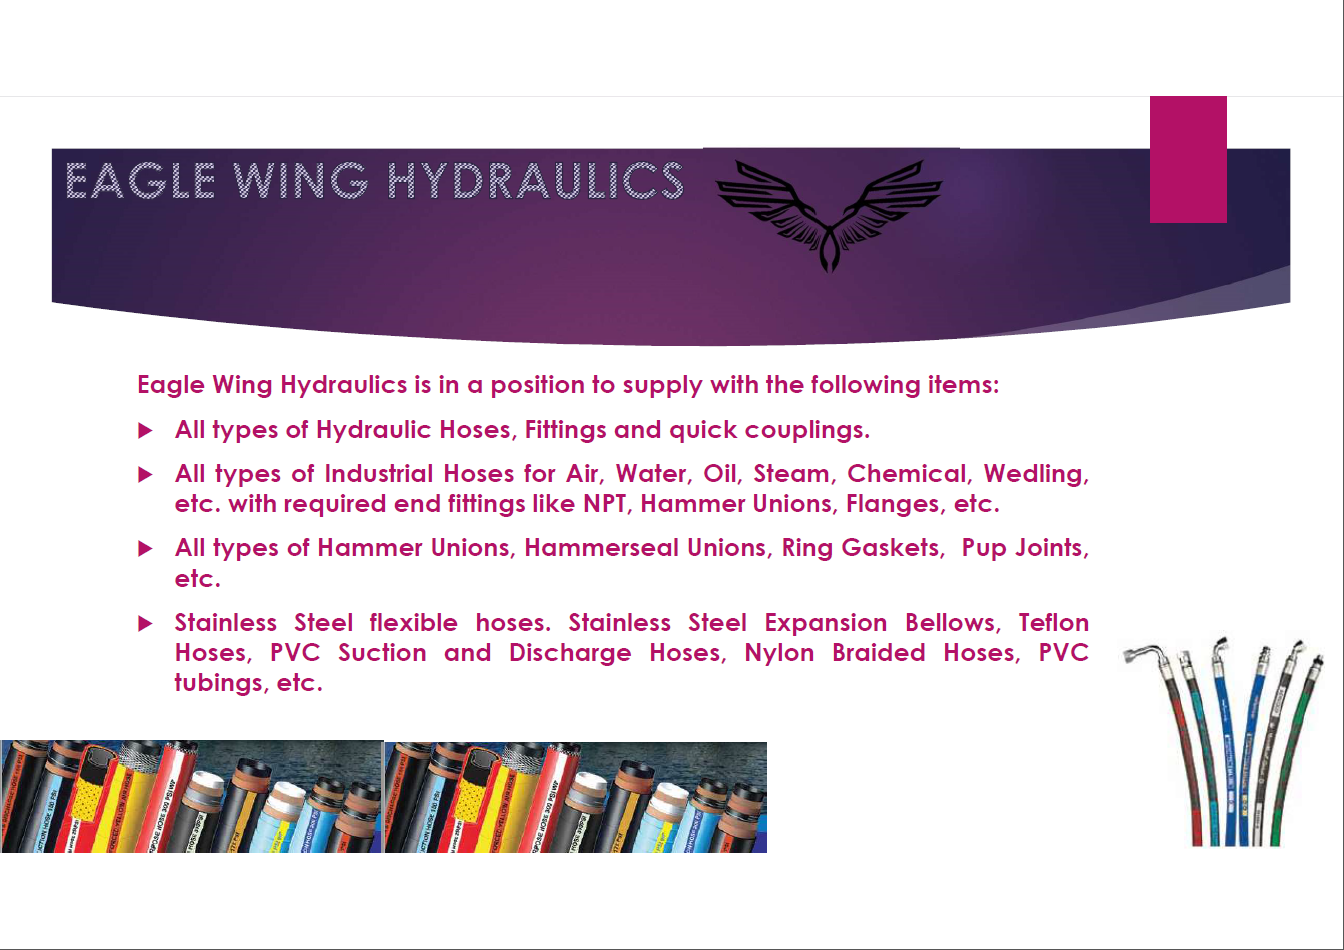 EAGLE WING HYDRAULICS
Eagle Wing Hydraulics is in a position to supply with the following items:
All types of Hydraulic Hoses, Fittings and quick couplings.
All types of Industrial Hoses for Air, Water, Oil, Steam, Chemical, Wedling,
etc. with required end fittings like NPT, Hammer Unions, Flanges, etc.
All types of Hammer Unions, Hammerseal Unions, Ring Gaskets, Pup Joints,
etc.
Stainless Steel flexible hoses. Stainless Steel Expansion Bellows, Teflon
Hoses, PVC Suction and Discharge Hoses, Nylon Braided Hoses, PVC
tubings, etc.